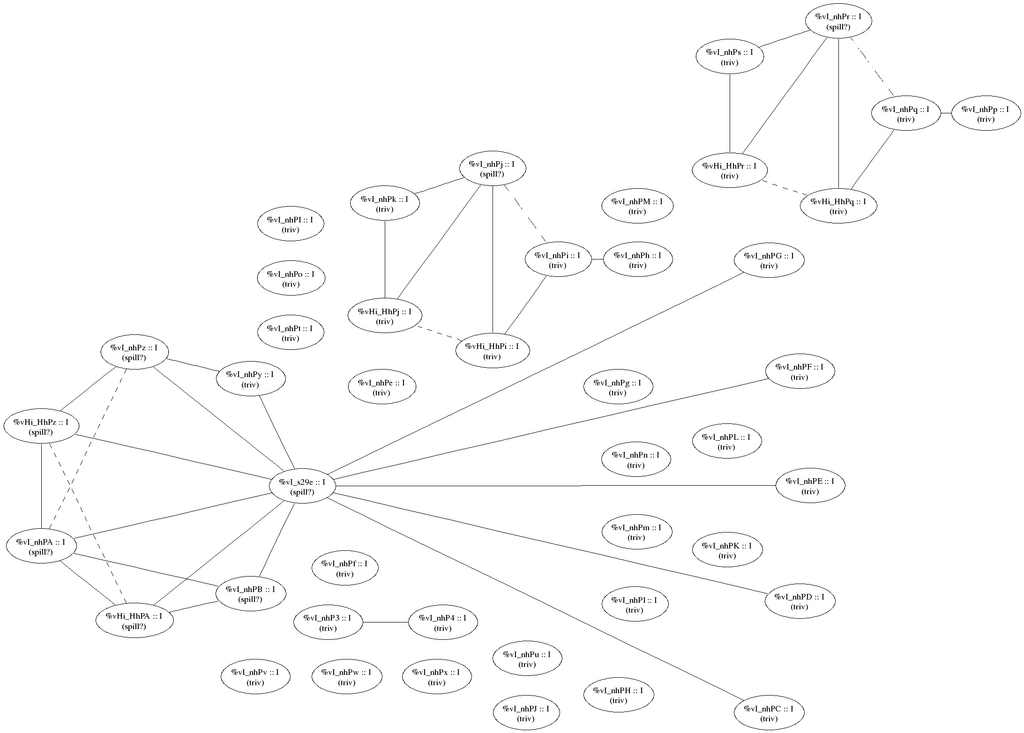 %vI_nhPr :: I
(spill?)
%vI_nhPs :: I
(triv)
%vI_nhPq :: I
(triv)
%vI_nhPp :: I
(triv)
%vHi_HhPr :: I
(triv)
%vHi_HhPq :: I
(triv)
%vI_nhPj :: I
(spill?)
%vI_nhPk :: I
(triv)
%vI_nhPM :: I
(triv)
%vI_nhPI :: I
(triv)
%vI_nhPi :: I
(triv)
%vI_nhPh :: I
(triv)
%vI_nhPG :: I
(triv)
%vI_nhPo :: I
(triv)
%vHi_HhPj :: I
(triv)
%vI_nhPt :: I
(triv)
%vHi_HhPi :: I
(triv)
%vI_nhPz :: I
(spill?)
%vI_nhPy :: I
(triv)
%vI_nhPe :: I
(triv)
%vI_nhPg :: I
(triv)
%vI_nhPF :: I
(triv)
%vHi_HhPz :: I
(spill?)
%vI_nhPL :: I
(triv)
%vI_nhPn :: I
(triv)
%vI_s29e :: I
(spill?)
%vI_nhPE :: I
(triv)
%vI_nhPA :: I
(spill?)
%vI_nhPm :: I
(triv)
%vI_nhPK :: I
(triv)
%vI_nhPf :: I
(triv)
%vI_nhPB :: I
(spill?)
%vI_nhPl :: I
(triv)
%vI_nhPD :: I
(triv)
%vHi_HhPA :: I
(spill?)
%vI_nhP3 :: I
(triv)
%vI_nhP4 :: I
(triv)
%vI_nhPu :: I
(triv)
%vI_nhPv :: I
(triv)
%vI_nhPw :: I
(triv)
%vI_nhPx :: I
(triv)
%vI_nhPH :: I
(triv)
%vI_nhPJ :: I
(triv)
%vI_nhPC :: I
(triv)